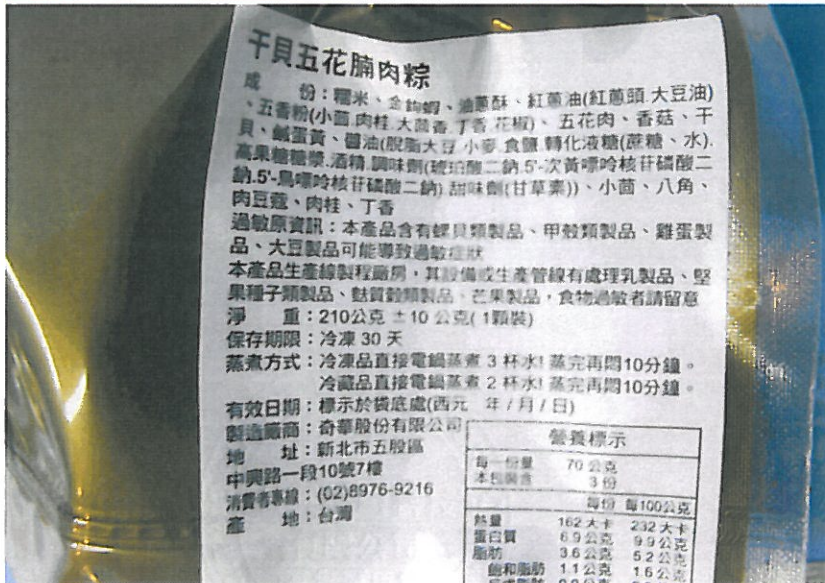 干貝五花腩肉粽
成 份：糯米、金鈎蝦、油蔥酥、紅蔥油(紅蔥頭.大豆油)
、五香粉(小茴.肉桂.大茴香.丁香.花椒)、五花肉、香菇、干
貝、鹹蛋黃、醬油(脫脂大豆.小麥.食鹽.轉化液糖(蔗糖、水).
高果糖糖漿.酒精.調味劑(琥珀酸二鈉.5'-次黃嘌呤核苷磷酸二
鈉.5'-鳥嘌呤核苷磷酸二鈉).甜味劑(甘草素))、小茴、八角、
肉豆蔻、肉桂、丁香
過敏原資訊：本產品含有螺貝類製品、甲殼類製品、雞蛋製
品、大豆製品可能導致過敏症狀
本產品生產線製程廠房，其設備或生產管線有處理乳製品、堅
果種子類製品、麩質穀類製品、芒果製品，食物過敏者請留意
淨 重：210公克 ±10 公克( 1顆裝)
保存期限：冷凍 30 天
蒸煮方式：冷凍品直接電鍋蒸煮 3 杯水! 蒸完再悶10分鐘。
冷藏品直接電鍋蒸煮 2 杯水! 蒸完再悶10分鐘。
有效日期：標示於袋底處(西元 年 / 月 / 日)
製造廠商：奇華股份有限公司
地 址：新北市五股區
中興路一段10號7樓
消費者專線：(02)8976-9216
產 地：台灣
營養標示
每一份量 70 公克
本包裝含 3 份
每份 每100公克
熱量 162 大卡 232 大卡
蛋白質 6.9 公克 9.9 公克
脂肪 3.6 公克 5.2 公克
飽和脂肪 1.1 公克 1.6 公克